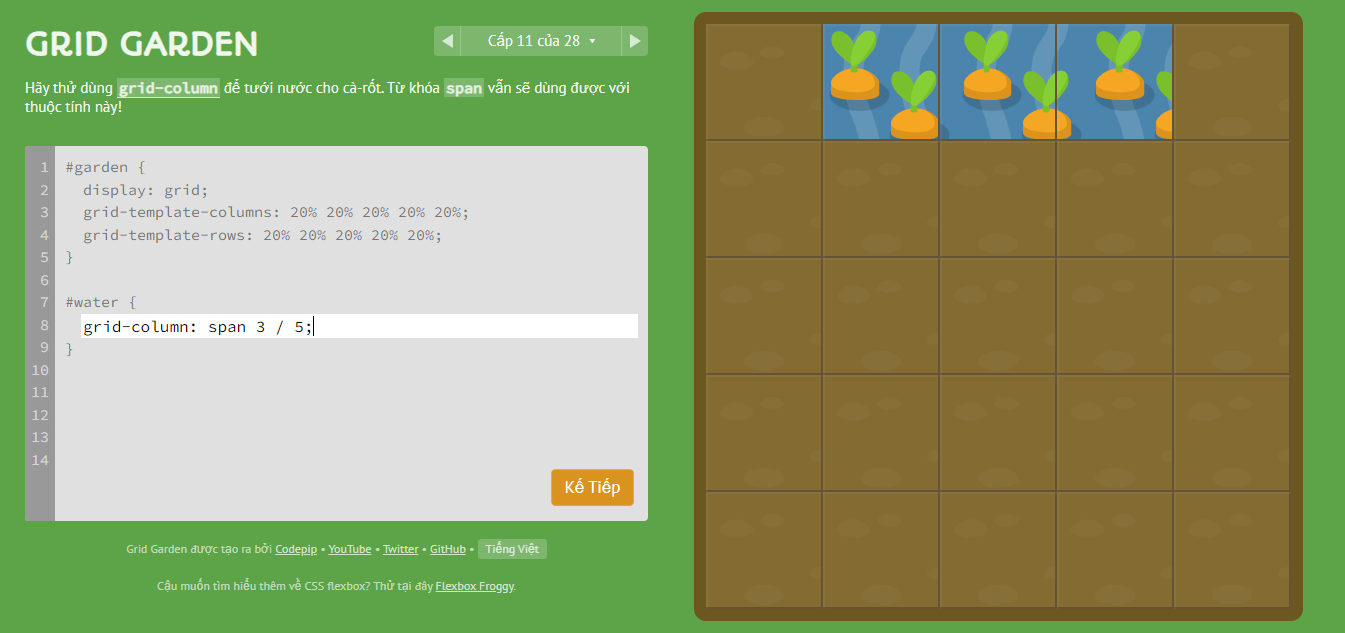 GRID GARDEN
Cấp 11 của 28
Hãy thử dùng grid-column để tưới nước cho cà-rốt. Từ khóa span vẫn sẽ dùng được với
thuộc tính này!
1 #garden {
2 display: grid;
3 grid-template-columns: 20% 20% 20% 20% 20%;
4 grid-template-rows: 20% 20% 20% 20% 20%;
5 }
6
7 #water {
8 grid-column: span 3 / 5;
9 }
10
11
12
13
14
Kế Tiếp
Grid Garden được tạo ra bởi Codepip • YouTube • Twitter • GitHub • Tiếng Việt
Cậu muốn tìm hiểu thêm về CSS flexbox? Thử tại đây Flexbox Froggy.